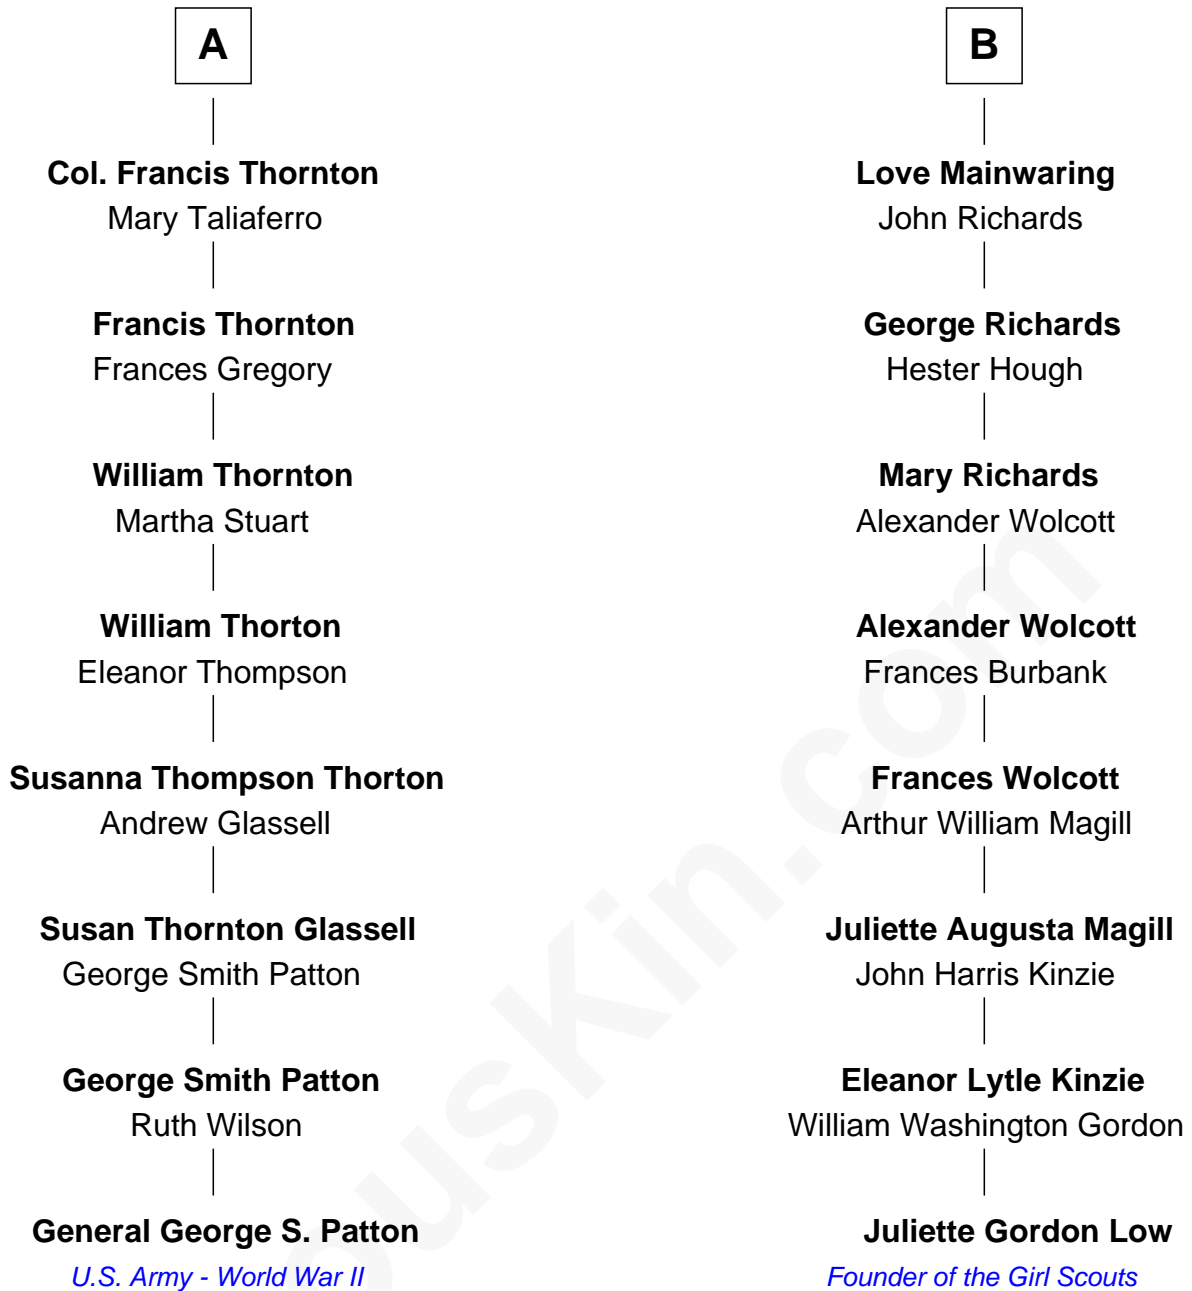 A
Col. Francis Thornton
Mary Taliaferro
Francis Thornton
Frances Gregory
William Thornton
Martha Stuart
William Thorton
Eleanor Thompson
Susanna Thompson Thorton
Andrew Glassell
Susan Thornton Glassell
George Smith Patton
George Smith Patton
Ruth Wilson
General George S. Patton
U.S. Army - World War II
B
Love Mainwaring
John Richards
George Richards
Hester Hough
Mary Richards
Alexander Wolcott
Alexander Wolcott
Frances Burbank
Frances Wolcott
Arthur William Magill
Juliette Augusta Magill
John Harris Kinzie
Eleanor Lytle Kinzie
William Washington Gordon
Juliette Gordon Low
Founder of the Girl Scouts
ousKin.com